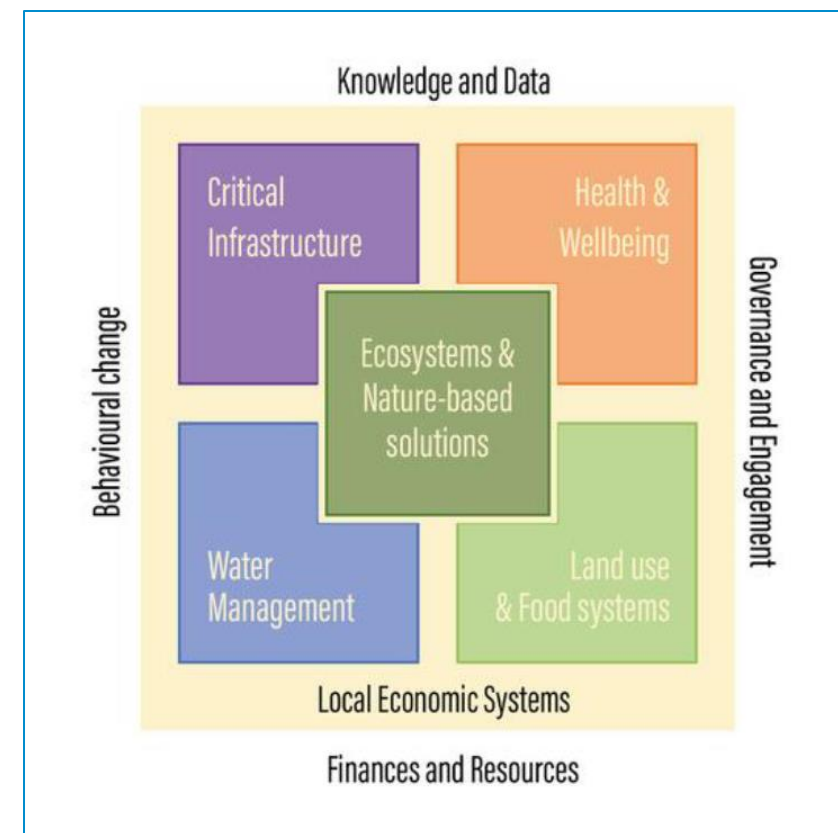 Knowledge and Data
Critical
Infrastructure
Health &
Wellbeing
Ecosystems &
Nature-based
solutions
Behavioural change
Governance and Engagement
Water
Management
Land use
& Food systems
Local Economic Systems
Finances and Resources